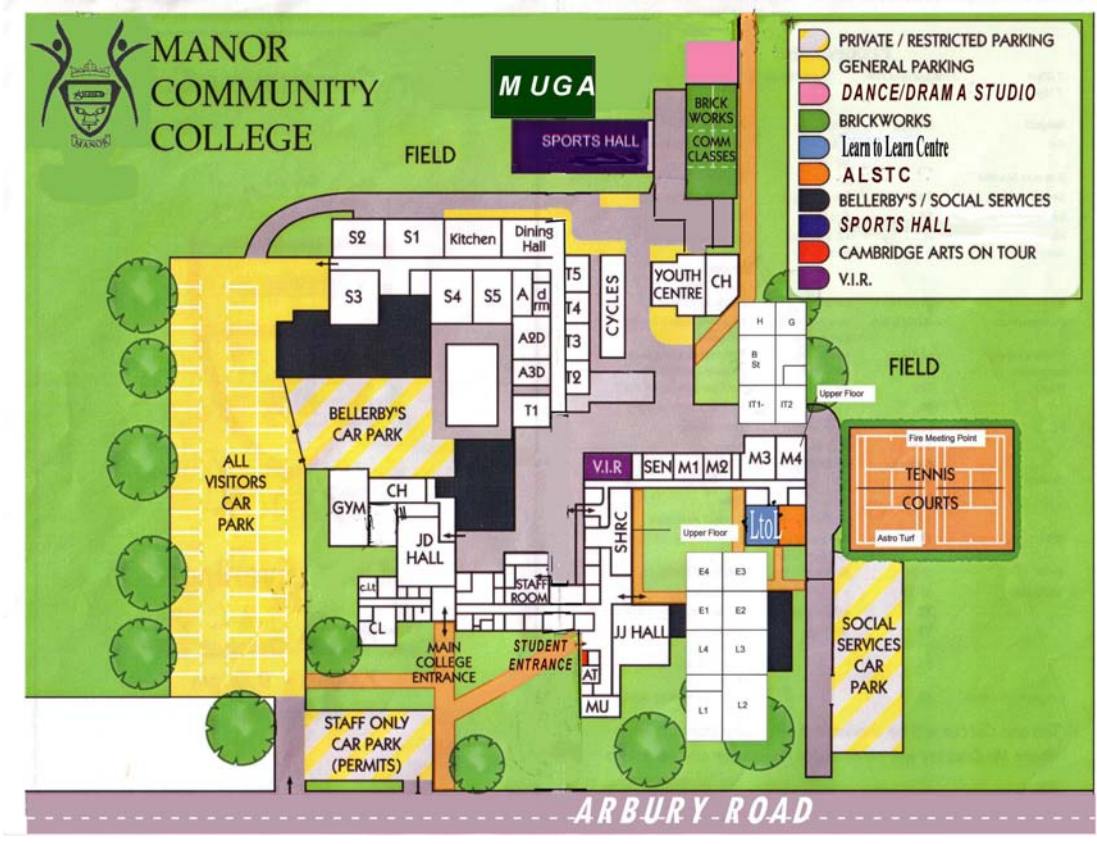 MANOR
COMMUNITY
COLLEGE
MANOR
FIELD
MUGA
SPORTS HALL
BRICK
WORKS
COMM
CLASSES
PRIVATE / RESTRICTED PARKING
GENERAL PARKING
DANCE/DRAMA STUDIO
BRICKWORKS
Learn to Learn Centre
ALSTC
BELLERBY'S / SOCIAL SERVICES
SPORTS HALL
CAMBRIDGE ARTS ON TOUR
V.I.R.
S2
S1
Kitchen
Dining
Hall
S3
S4
S5
A
d
rm
T5
T4
T3
T2
A2D
A3D
T1
CYCLES
YOUTH
CENTRE
CH
H
G
B
St
IT1-
IT2
Upper Floor
FIELD
BELLERBY'S
CAR PARK
ALL
VISITORS
CAR
PARK
V.I.R
SEN
M1
M2
M3
M4
Fire Meeting Point
TENNIS
COURTS
Astro Turf
GYM
CH
JD
HALL
SHRC
Upper Floor
LtoL
c.i.t
CL
STAFF
ROOM
E4
E3
E1
E2
L4
L3
L1
L2
JJ HALL
MAIN
COLLEGE
ENTRANCE
STUDENT
ENTRANCE
AT
MU
SOCIAL
SERVICES
CAR
PARK
STAFF ONLY
CAR PARK
(PERMITS)
ARBURY ROAD